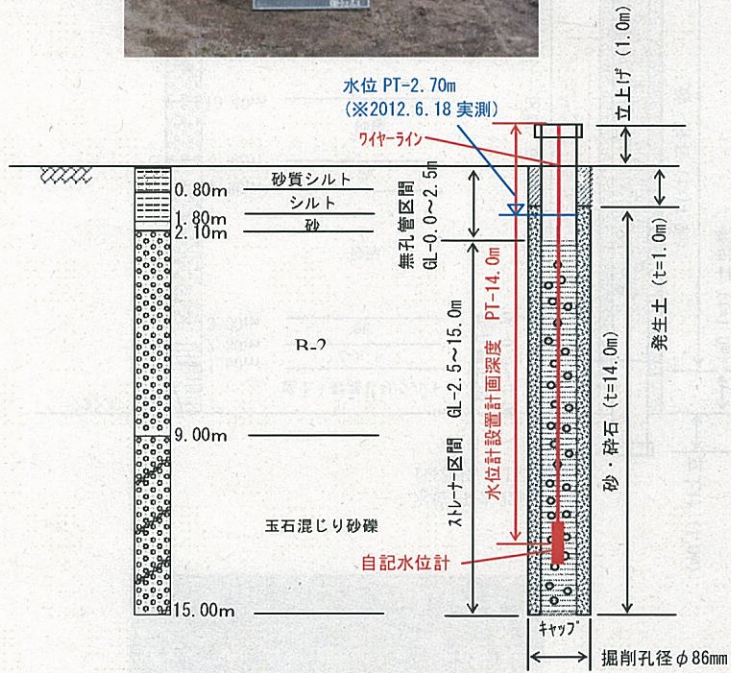 立上げ (1.0m)
水位 PT-2.70m
(※2012.6.18 実測)
ワイヤーライン
砂質シルト
0.80m
シルト
1.80m
砂
2.10m
無孔管区間
GL-0.0～2.5m
発生土 (t=1.0m)
ストレーナー区間 GL-2.5～15.0m
水位計設置計画深度 PT-14.0m
砂・砕石 (t=14.0m)
9.00m
玉石混じり砂礫
自記水位計
15.00m
キャップ
掘削孔径φ86mm